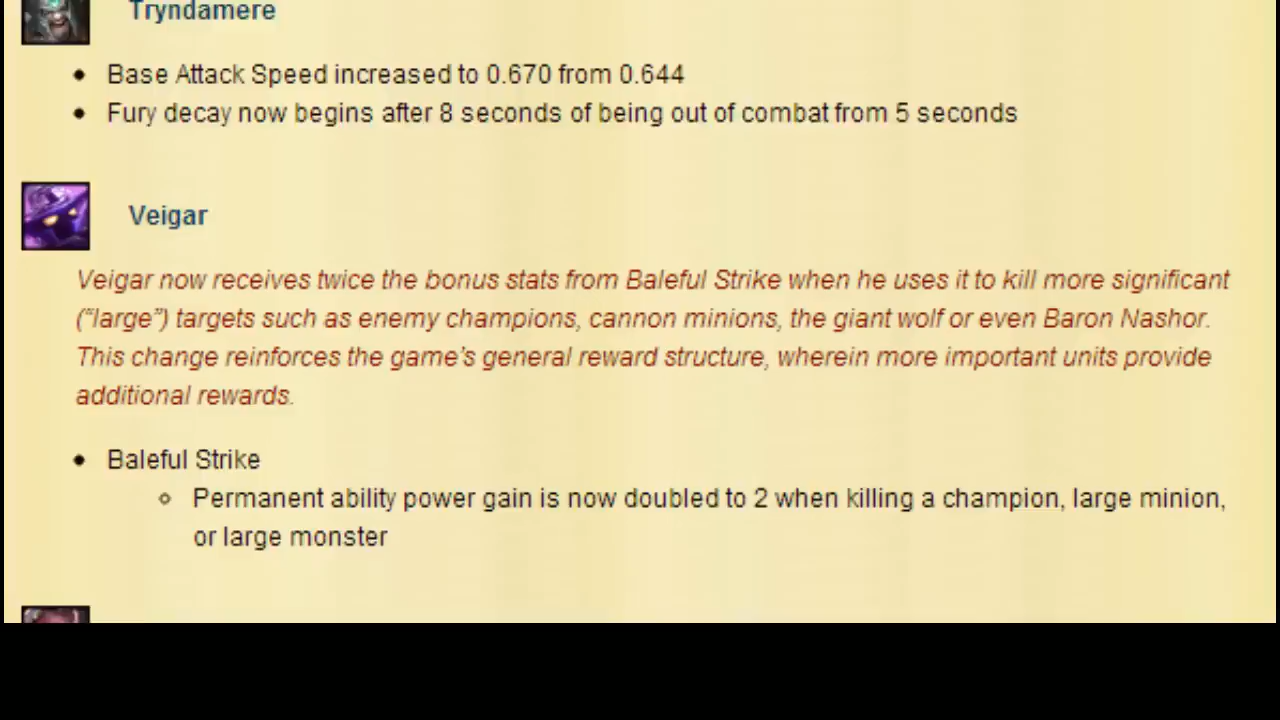 Tryndamere
Base Attack Speed increased to 0.670 from 0.644
Fury decay now begins after 8 seconds of being out of combat from 5 seconds
Veigar
Veigar now receives twice the bonus stats from Baleful Strike when he uses it to kill more significant
(“large”) targets such as enemy champions, cannon minions, the giant wolf or even Baron Nashor.
This change reinforces the game’s general reward structure, wherein more important units provide
additional rewards.
Baleful Strike
Permanent ability power gain is now doubled to 2 when killing a champion, large minion,
or large monster